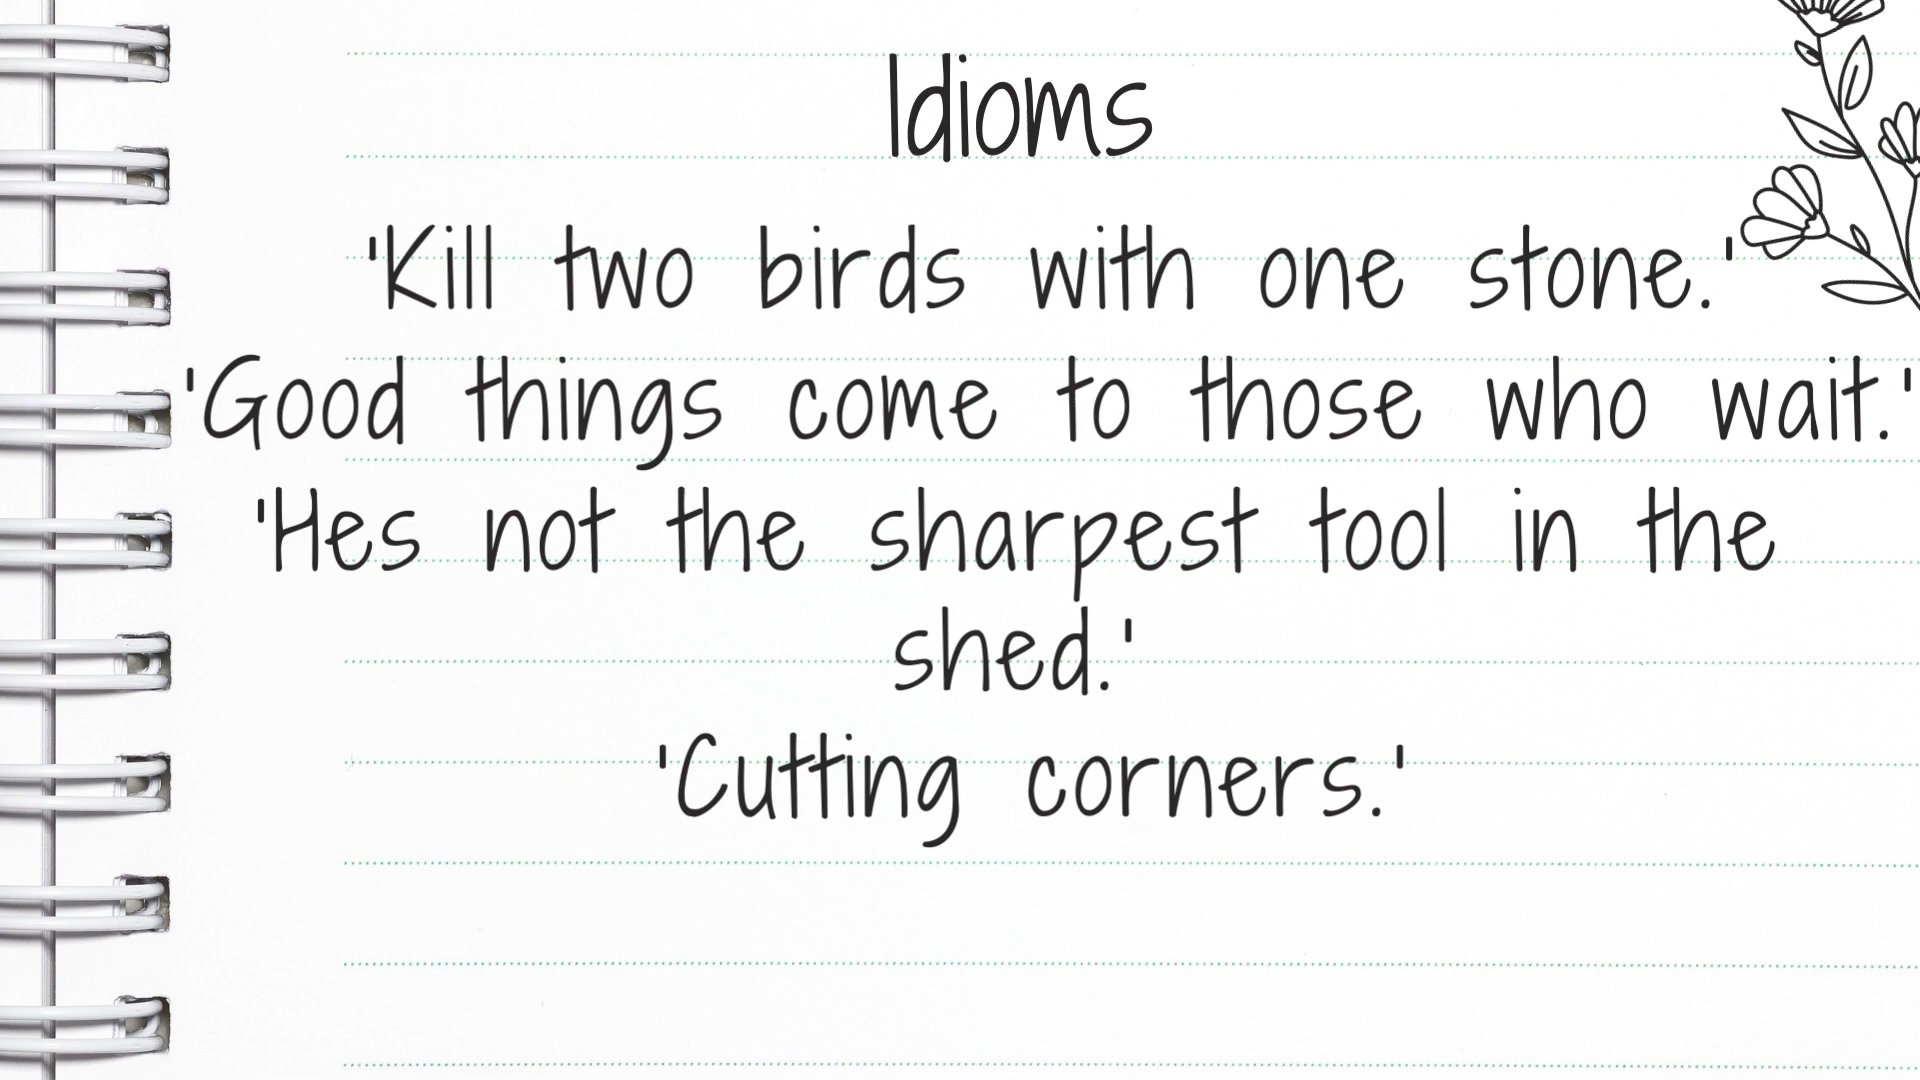 Idioms
'Kill two birds with one stone.'
'Good things come to those who wait.'
'Hes not the sharpest tool in the
shed.'
'Cutting corners.'